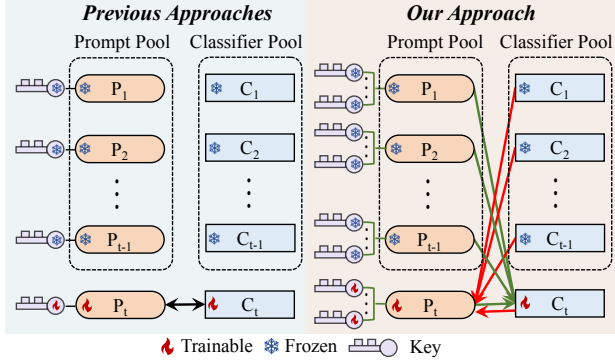 Previous Approaches
Prompt Pool Classifier Pool
P1 C1
P2 C2
Pt-1 Ct-1
Pt Ct
Our Approach
Prompt Pool Classifier Pool
P1 C1
P2 C2
Pt-1 Ct-1
Pt Ct
Trainable Frozen Key